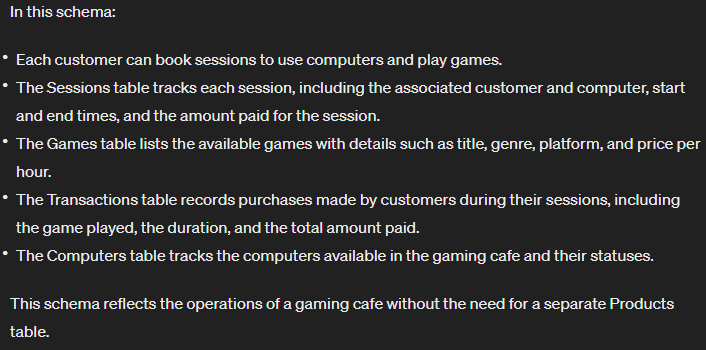 In this schema:
• Each customer can book sessions to use computers and play games.
• The Sessions table tracks each session, including the associated customer and computer, start
and end times, and the amount paid for the session.
• The Games table lists the available games with details such as title, genre, platform, and price per
hour.
• The Transactions table records purchases made by customers during their sessions, including
the game played, the duration, and the total amount paid.
• The Computers table tracks the computers available in the gaming cafe and their statuses.
This schema reflects the operations of a gaming cafe without the need for a separate Products
table.